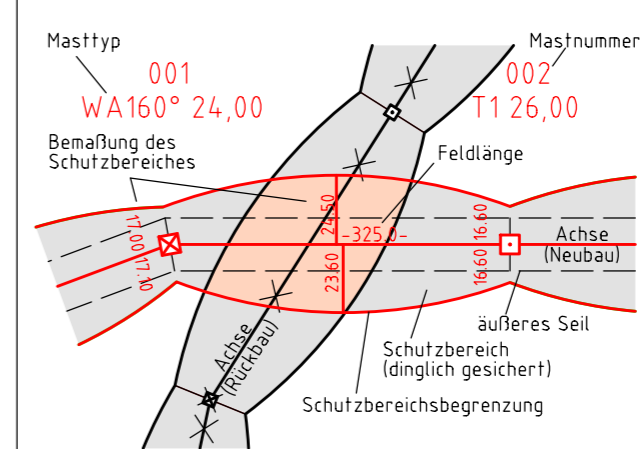 Masttyp
Mastnummer
001
002
WA160° 24,00
T1 26,00
Bemaßung des
Schutzbereiches
Feldlänge
24.50
17.00
16.60
-325.0-
Achse
(Neubau)
17.10
23.60
16.60
äußeres Seil
Achse
(Rückbau)
Schutzbereich
(dinglich gesichert)
Schutzbereichsbegrenzung